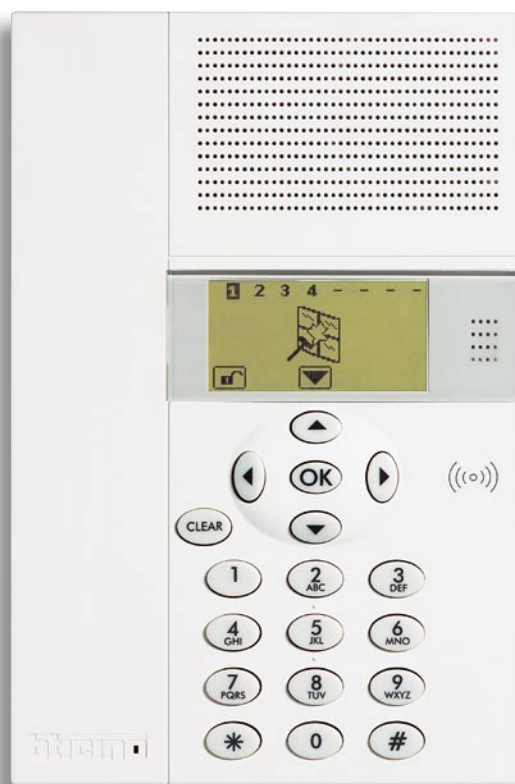 1 2 3 4 - - - -
OK
CLEAR
1 2 ABC 3 DEF
4 GHI 5 JKL 6 MNO
7 PQRS 8 TUV 9 WXYZ
* 0 #
bticino